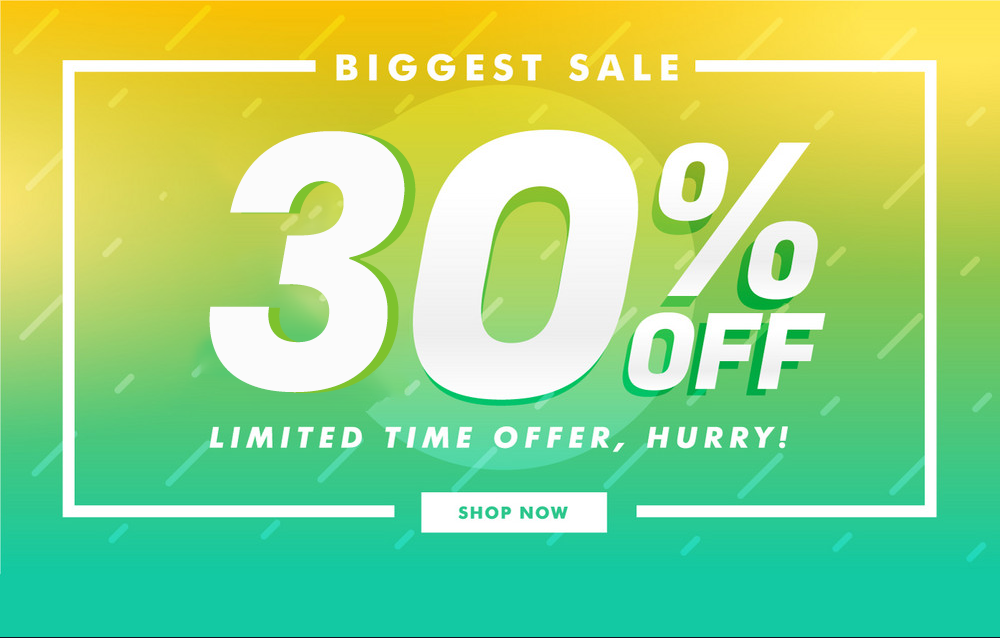 BIGGEST SALE
30%
OFF
LIMITED TIME OFFER, HURRY!
SHOP NOW